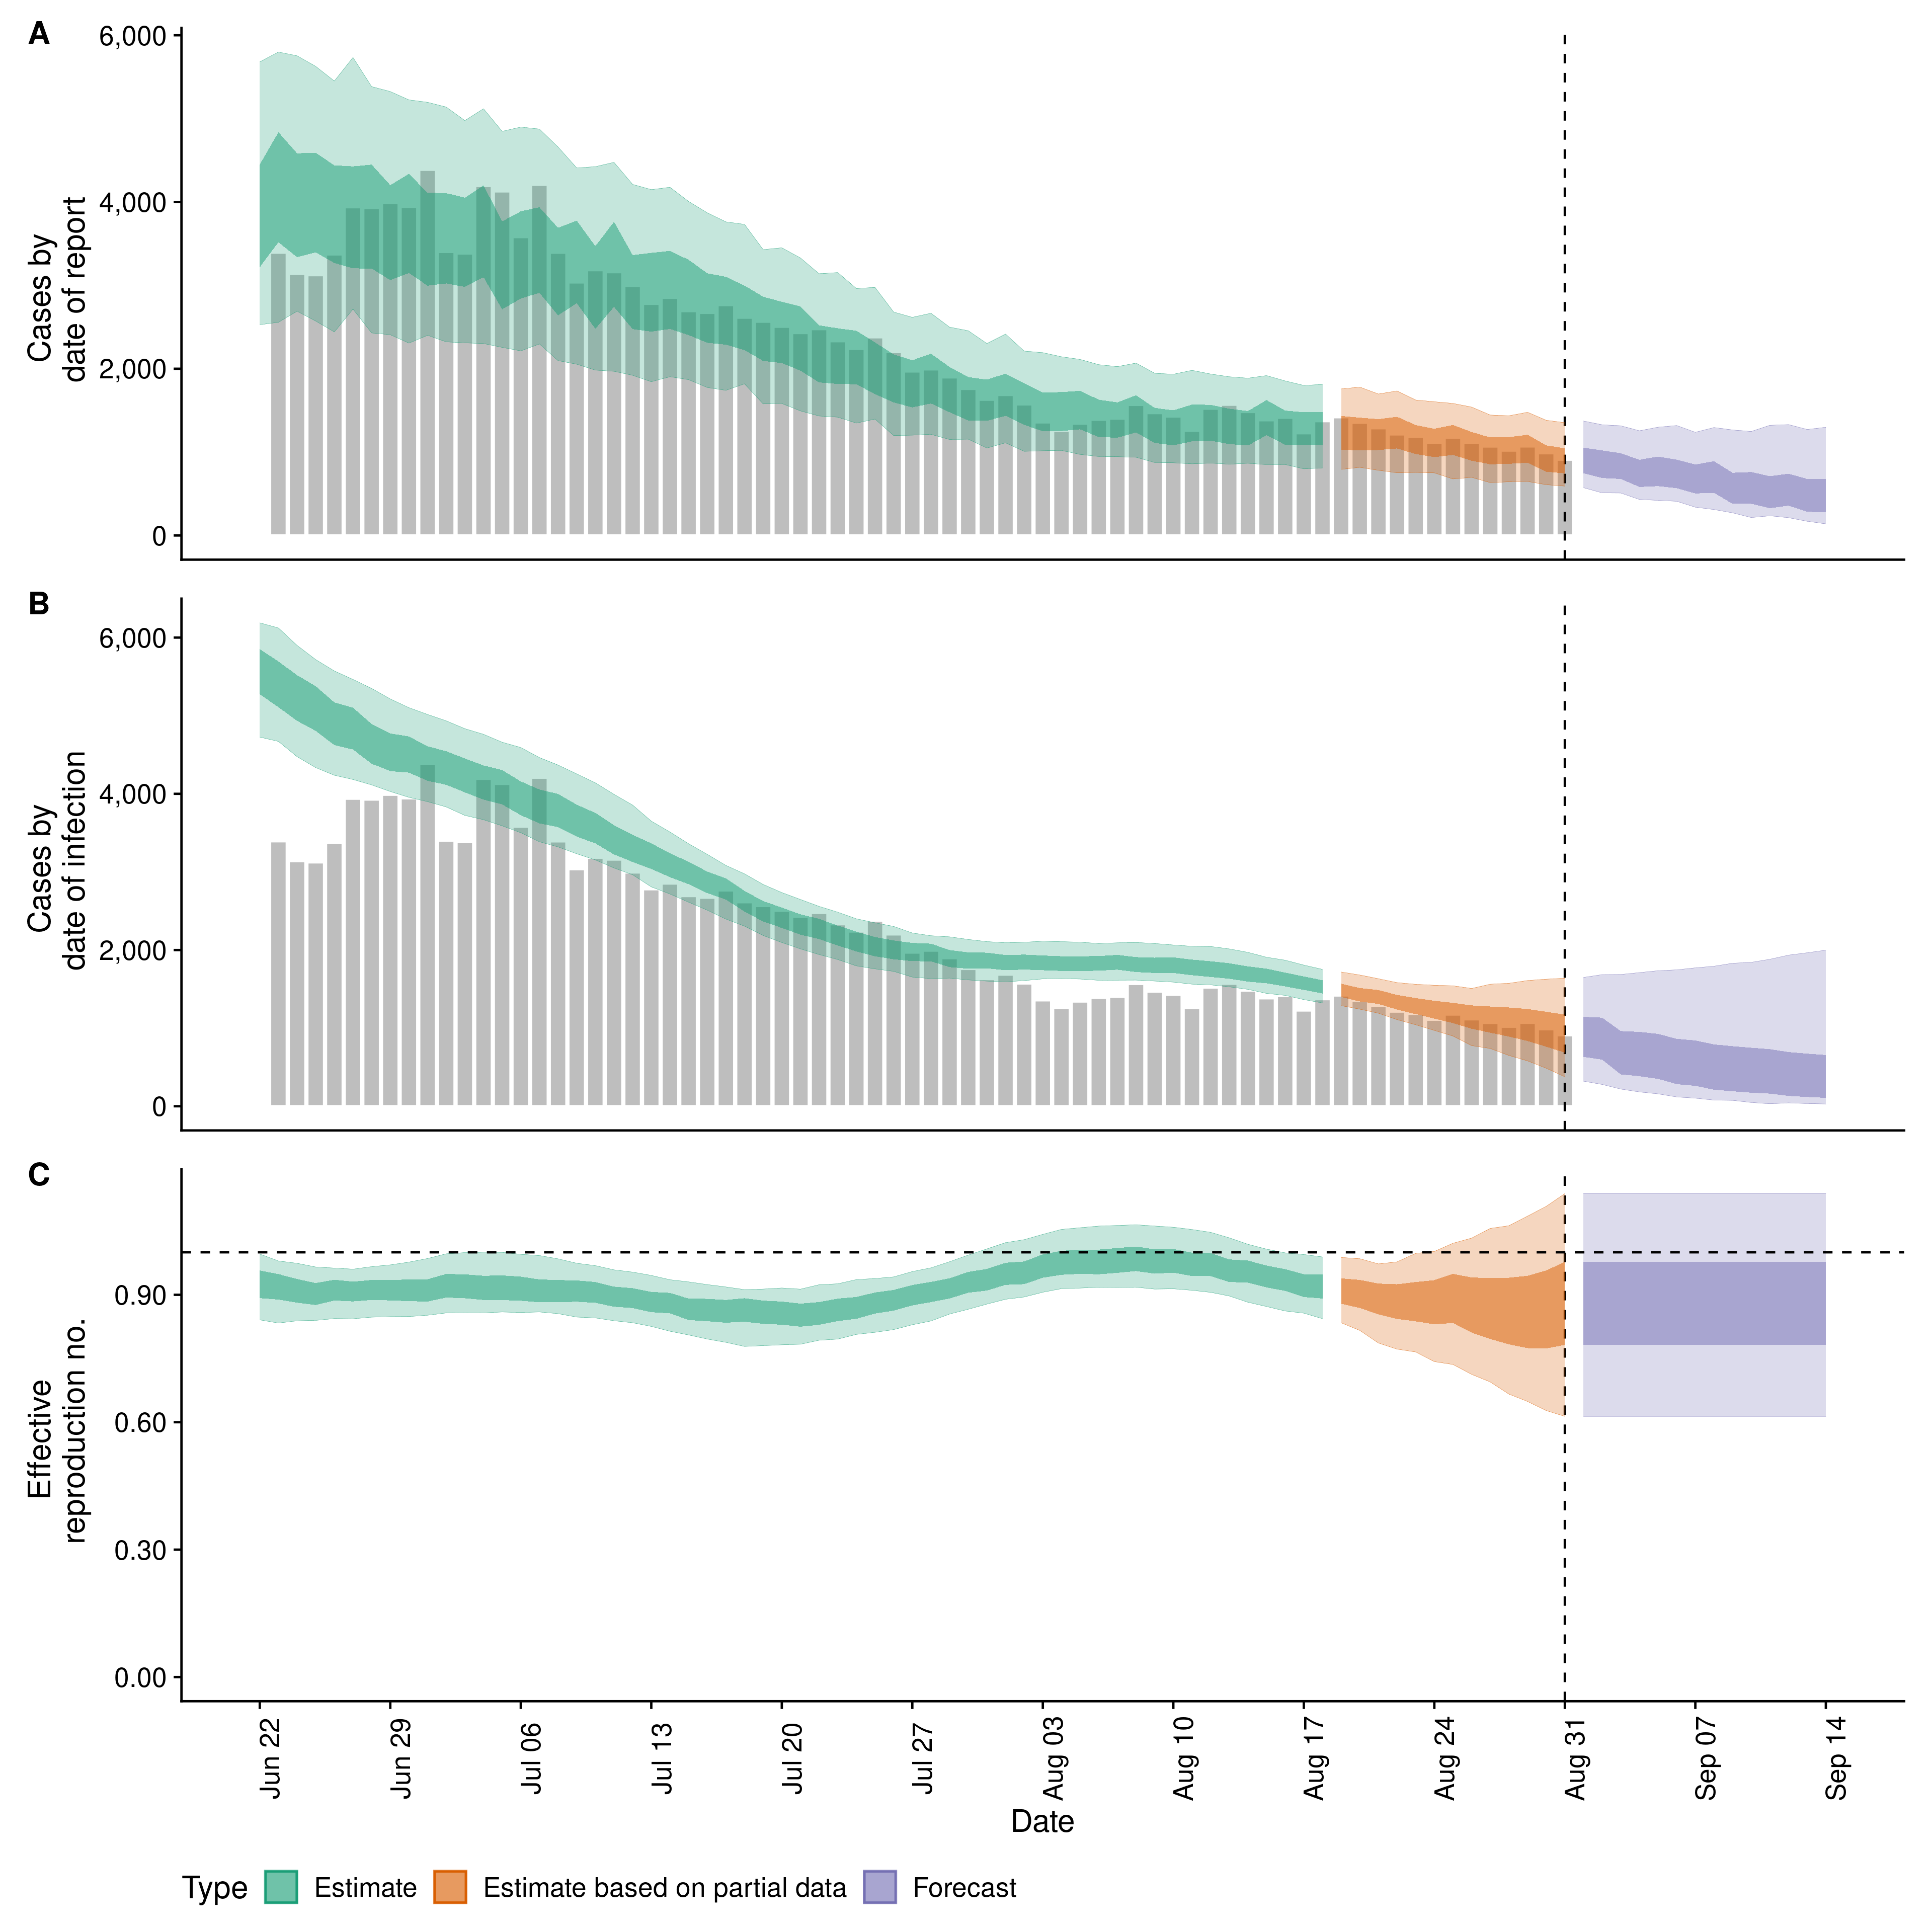 A
Cases by
date of report
6,000
4,000
2,000
0
B
Cases by
date of infection
6,000
4,000
2,000
0
C
Effective
reproduction no.
0.90
0.60
0.30
0.00
Jun 22
Jun 29
Jul 06
Jul 13
Jul 20
Jul 27
Aug 03
Aug 10
Aug 17
Aug 24
Aug 31
Sep 07
Sep 14
Date
Type Estimate Estimate based on partial data Forecast